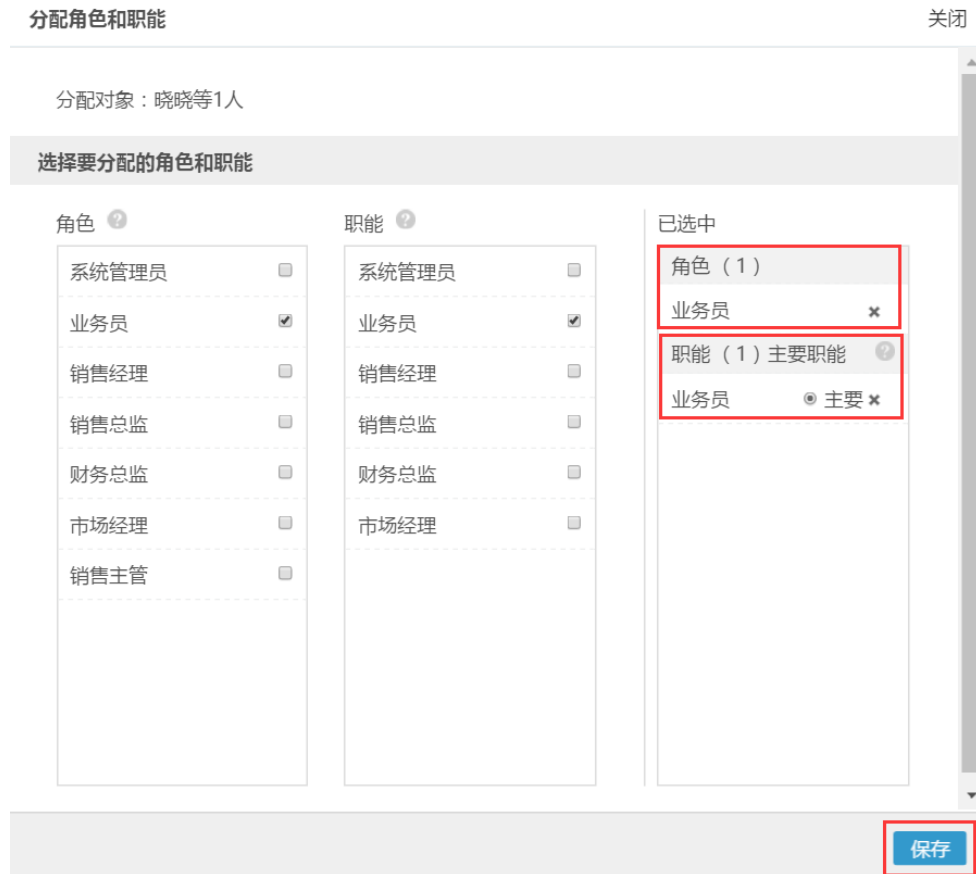 分配角色和职能
关闭
分配对象：晓晓等1人
选择要分配的角色和职能
角色 ?
系统管理员
业务员
销售经理
销售总监
财务总监
市场经理
销售主管
职能 ?
系统管理员
业务员
销售经理
销售总监
财务总监
市场经理
已选中
角色（1）
业务员
职能（1）主要职能 ?
业务员 主要
保存